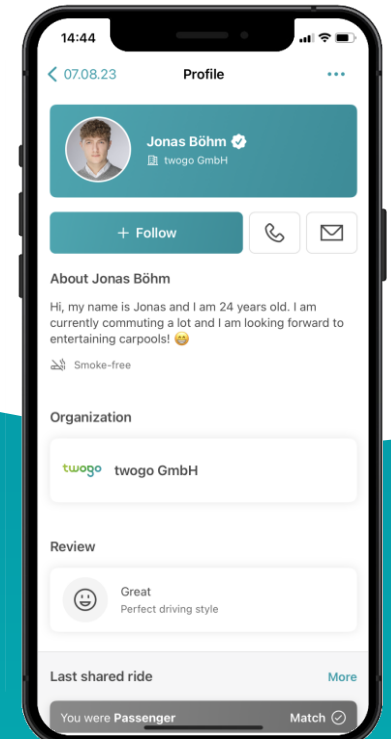 14:44
07.08.23 Profile
Jonas Böhm
twogo GmbH
+ Follow
About Jonas Böhm
Hi, my name is Jonas and I am 24 years old. I am
currently commuting a lot and I am looking forward to
entertaining carpools! 😁
Smoke-free
Organization
twogo twogo GmbH
Review
Great
Perfect driving style
Last shared ride More
You were Passenger Match